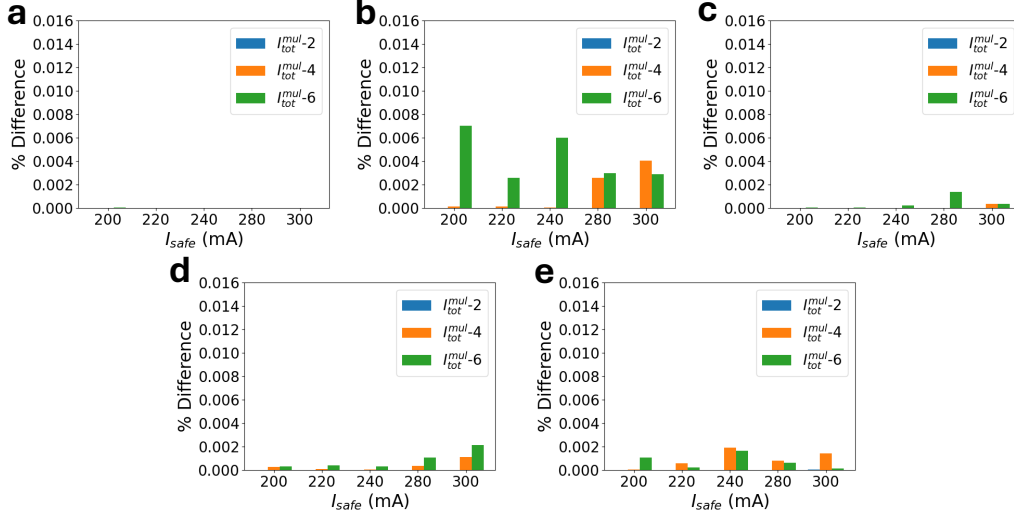 a
0.016
0.014
0.012
0.010
0.008
0.006
0.004
0.002
0.000
% Difference
200 220 240 280 300
I_safe (mA)
I_tot^mul-2
I_tot^mul-4
I_tot^mul-6
b
0.016
0.014
0.012
0.010
0.008
0.006
0.004
0.002
0.000
% Difference
200 220 240 280 300
I_safe (mA)
I_tot^mul-2
I_tot^mul-4
I_tot^mul-6
c
0.016
0.014
0.012
0.010
0.008
0.006
0.004
0.002
0.000
% Difference
200 220 240 280 300
I_safe (mA)
I_tot^mul-2
I_tot^mul-4
I_tot^mul-6
d
0.016
0.014
0.012
0.010
0.008
0.006
0.004
0.002
0.000
% Difference
200 220 240 280 300
I_safe (mA)
I_tot^mul-2
I_tot^mul-4
I_tot^mul-6
e
0.016
0.014
0.012
0.010
0.008
0.006
0.004
0.002
0.000
% Difference
200 220 240 280 300
I_safe (mA)
I_tot^mul-2
I_tot^mul-4
I_tot^mul-6